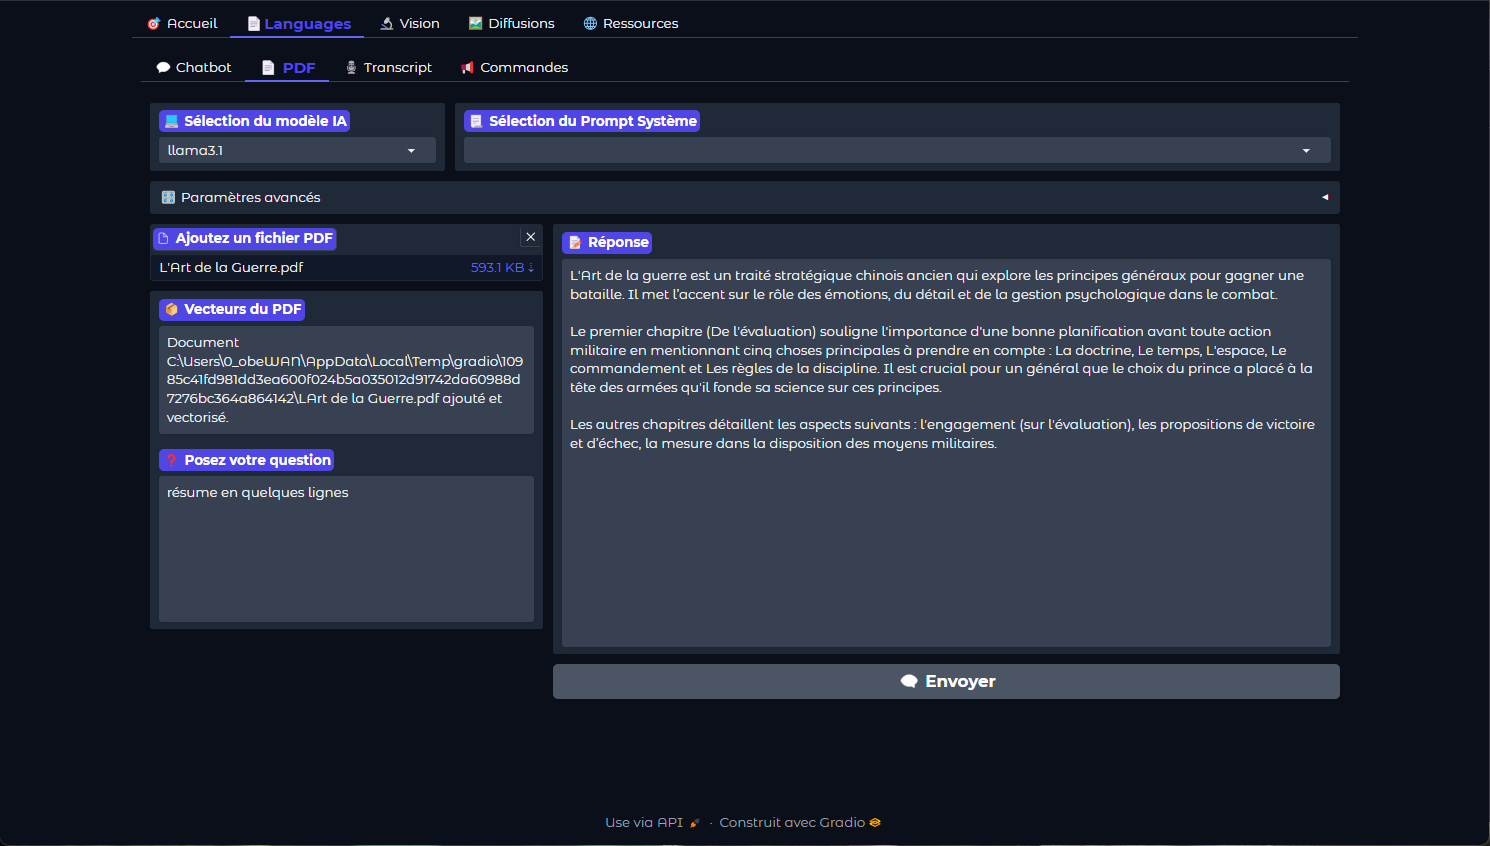 Accueil
Languages
Vision
Diffusions
Ressources
Chatbot
PDF
Transcript
Commandes
Sélection du modèle IA
llama3.1
Sélection du Prompt Système
Paramètres avancés
Ajoutez un fichier PDF
L'Art de la Guerre.pdf
593.1 KB ↓
Vecteurs du PDF
Document
C:\Users\0_obeWAN\AppData\Local\Temp\gradio\109
85c41fd981dd3ea600f024b5a035012d91742da60988d
7276bc364a864142\LArt de la Guerre.pdf ajouté et
vectorisé.
Posez votre question
résume en quelques lignes
Réponse
L'Art de la guerre est un traité stratégique chinois ancien qui explore les principes généraux pour gagner une
bataille. Il met l'accent sur le rôle des émotions, du détail et de la gestion psychologique dans le combat.
Le premier chapitre (De l'évaluation) souligne l'importance d'une bonne planification avant toute action
militaire en mentionnant cinq choses principales à prendre en compte : La doctrine, Le temps, L'espace, Le
commandement et Les règles de la discipline. Il est crucial pour un général que le choix du prince a placé à la
tête des armées qu'il fonde sa science sur ces principes.
Les autres chapitres détaillent les aspects suivants : l'engagement (sur l'évaluation), les propositions de victoire
et d'échec, la mesure dans la disposition des moyens militaires.
Envoyer
Use via API · Construit avec Gradio